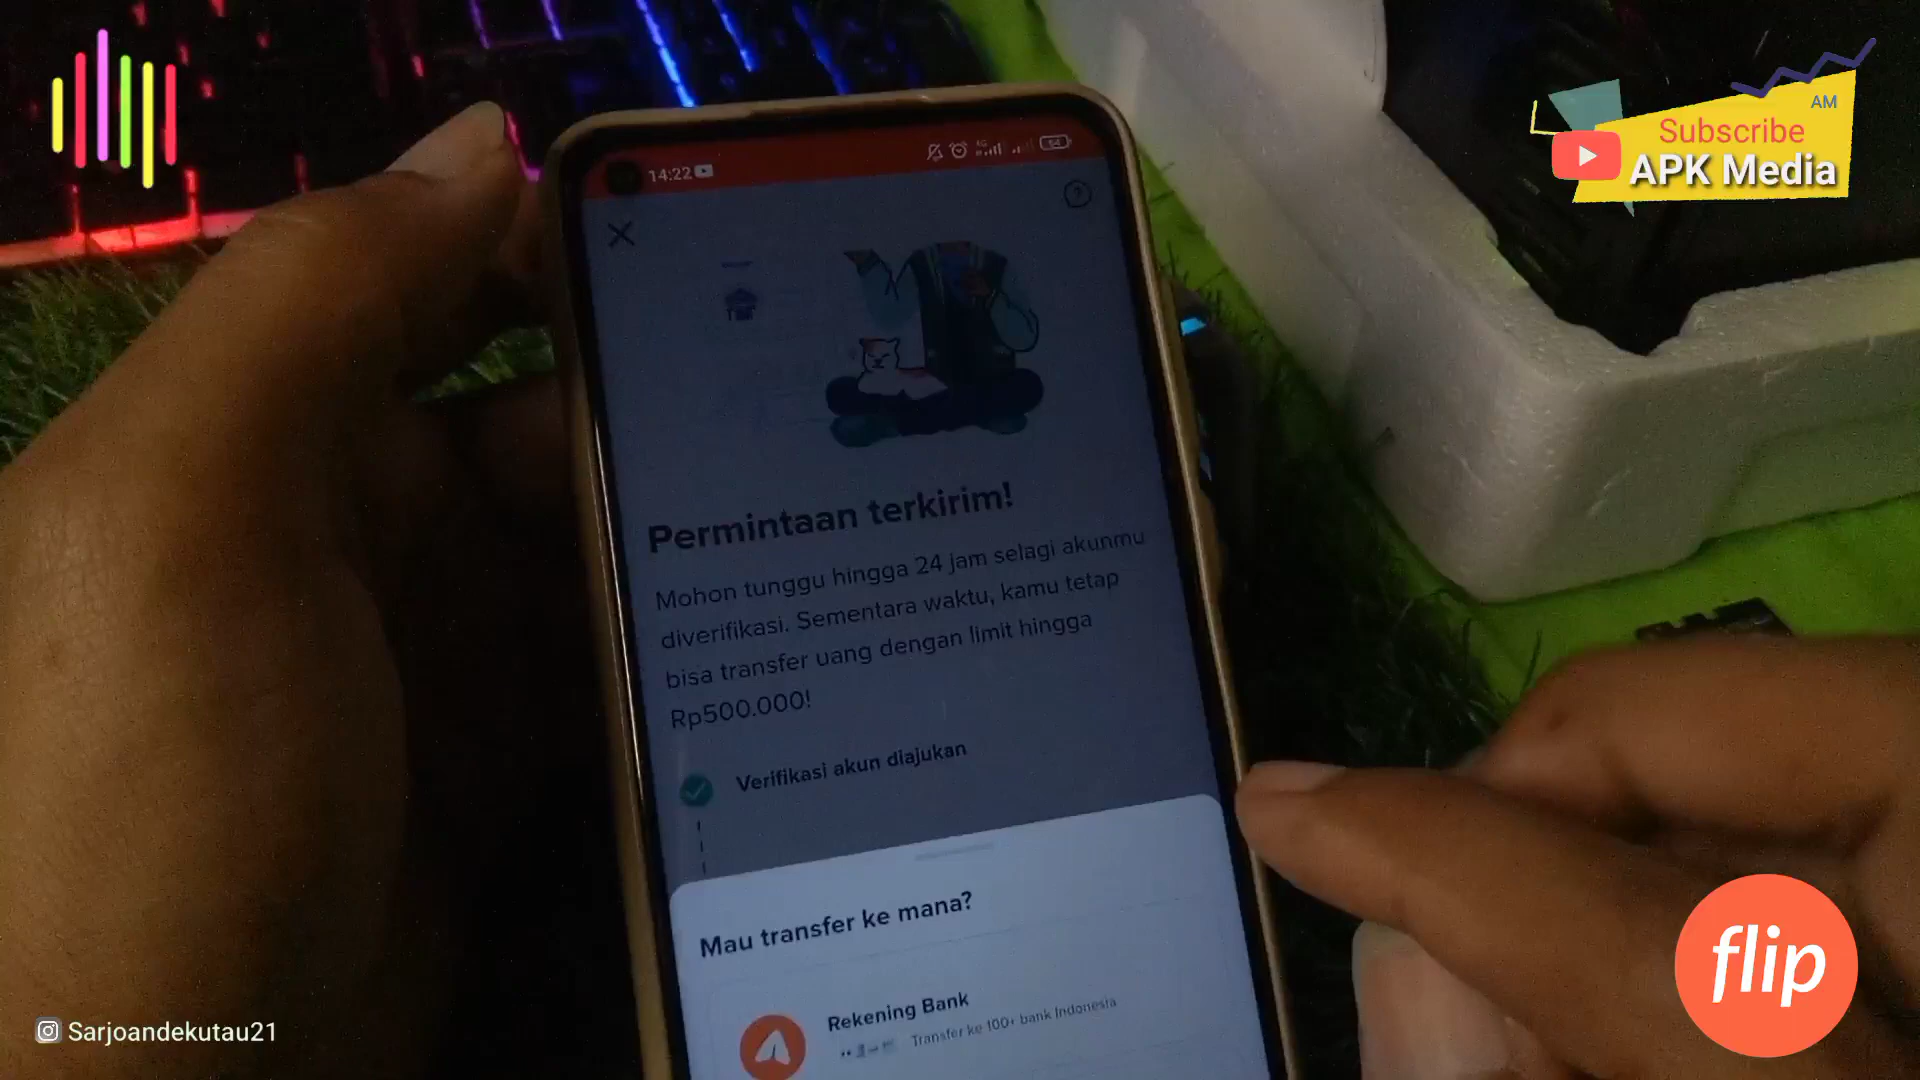 AM
Subscribe
APK Media
14:22
Permintaan terkirim!
Mohon tunggu hingga 24 jam selagi akunmu
diverifikasi. Sementara waktu, kamu tetap
bisa transfer uang dengan limit hingga
Rp500.000!
Verifikasi akun diajukan
Mau transfer ke mana?
Rekening Bank
Transfer ke 100+ bank Indonesia
flip
Sarjoandekutau21